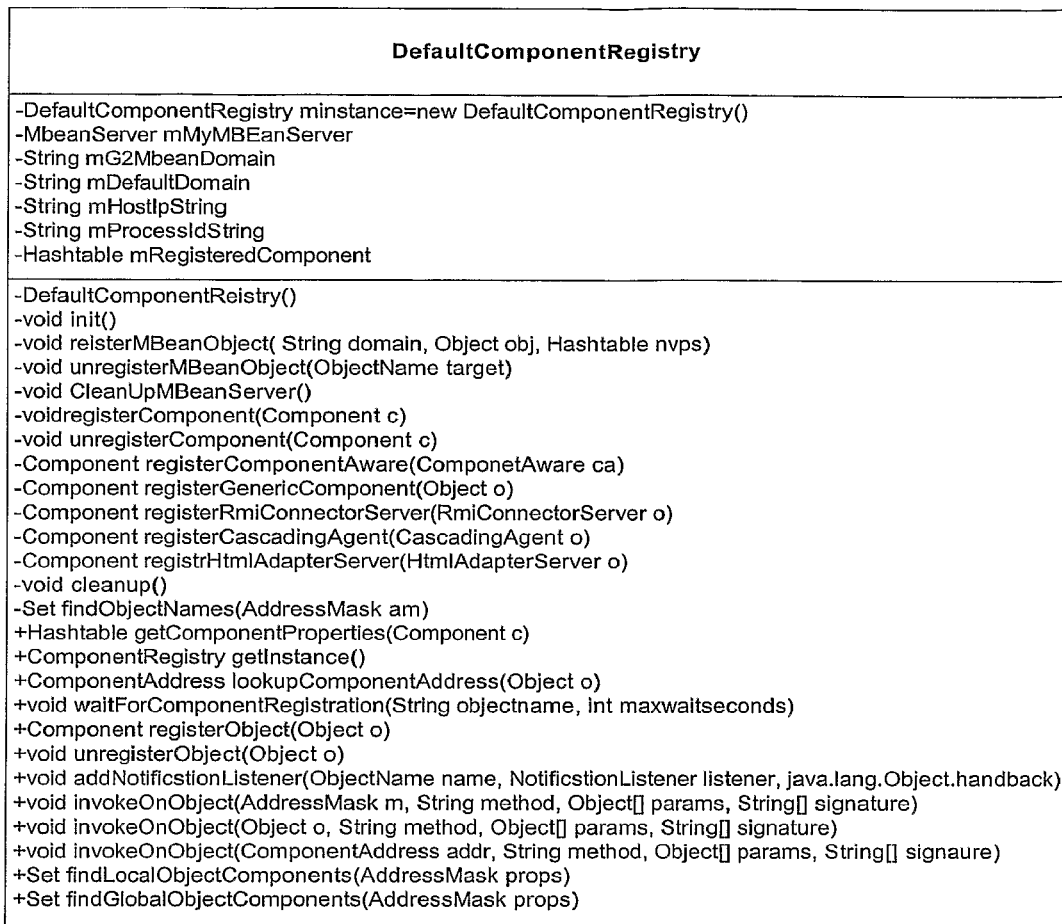 DefaultComponentRegistry
-DefaultComponentRegistry minstance=new DefaultComponentRegistry()
-MbeanServer mMyMBEanServer
-String mG2MbeanDomain
-String mDefaultDomain
-String mHostIpString
-String mProcessIdString
-Hashtable mRegisteredComponent
-DefaultComponentReistry()
-void init()
-void reisterMBeanObject( String domain, Object obj, Hashtable nvps)
-void unregisterMBeanObject(ObjectName target)
-void CleanUpMBeanServer()
-voidregisterComponent(Component c)
-void unregisterComponent(Component c)
-Component registerComponentAware(ComponetAware ca)
-Component registerGenericComponent(Object o)
-Component registerRmiConnectorServer(RmiConnectorServer o)
-Component registerCascadingAgent(CascadingAgent o)
-Component registrHtmlAdapterServer(HtmlAdapterServer o)
-void cleanup()
-Set findObjectNames(AddressMask am)
+Hashtable getComponentProperties(Component c)
+ComponentRegistry getInstance()
+ComponentAddress lookupComponentAddress(Object o)
+void waitForComponentRegistration(String objectname, int maxwaitseconds)
+Component registerObject(Object o)
+void unregisterObject(Object o)
+void addNotificstionListener(ObjectName name, NotificstionListener listener, java.lang.Object.handback)
+void invokeOnObject(AddressMask m, String method, Object[] params, String[] signature)
+void invokeOnObject(Object o, String method, Object[] params, String[] signature)
+void invokeOnObject(ComponentAddress addr, String method, Object[] params, String[] signaure)
+Set findLocalObjectComponents(AddressMask props)
+Set findGlobalObjectComponents(AddressMask props)